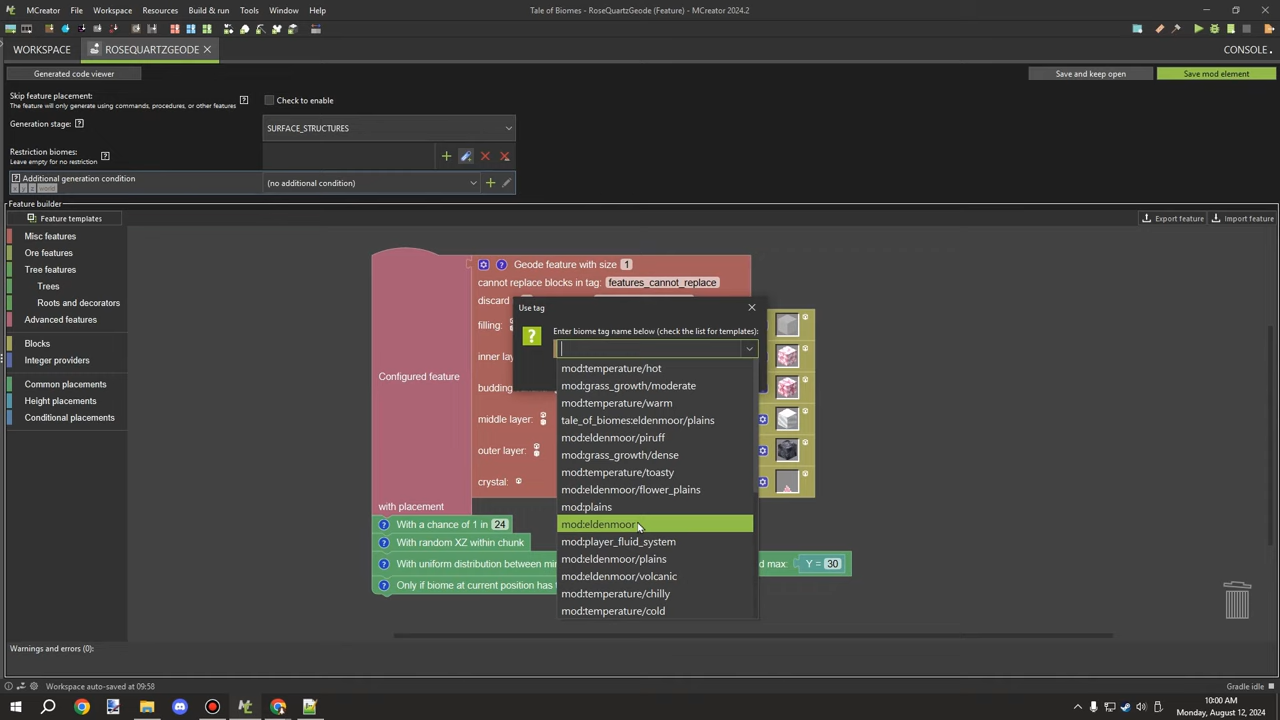 MCreator File Workspace Resources Build & run Tools Window Help
Tale of Biomes - RoseQuartzGeode (Feature) - MCreator 2024.2
WORKSPACE
ROSEQUARTZGEODE
CONSOLE
Generated code viewer
Save and keep open
Save mod element
Skip feature placement:
The feature will only generate using commands, procedures, or other features
Check to enable
Generation stage:
SURFACE_STRUCTURES
Restriction biomes:
Leave empty for no restriction
Additional generation condition
x y z world
(no additional condition)
Feature builder
Feature templates
Export feature
Import feature
Misc features
Ore features
Tree features
Trees
Roots and decorators
Advanced features
Blocks
Integer providers
Common placements
Height placements
Conditional placements
Configured feature
Geode feature with size 1
cannot replace blocks in tag: features_cannot_replace
discard
filling:
inner lay
budding
middle layer:
outer layer:
crystal:
with placement
With a chance of 1 in 24
With random XZ within chunk
With uniform distribution between min
d max: Y = 30
Only if biome at current position has
Use tag
Enter biome tag name below (check the list for templates):
mod:temperature/hot
mod:grass_growth/moderate
mod:temperature/warm
tale_of_biomes:eldenmoor/plains
mod:eldenmoor/piruff
mod:grass_growth/dense
mod:temperature/toasty
mod:eldenmoor/flower_plains
mod:plains
mod:eldenmoor
mod:player_fluid_system
mod:eldenmoor/plains
mod:eldenmoor/volcanic
mod:temperature/chilly
mod:temperature/cold
Warnings and errors (0):
Workspace auto-saved at 09:58
Gradle idle
10:00 AM
Monday, August 12, 2024